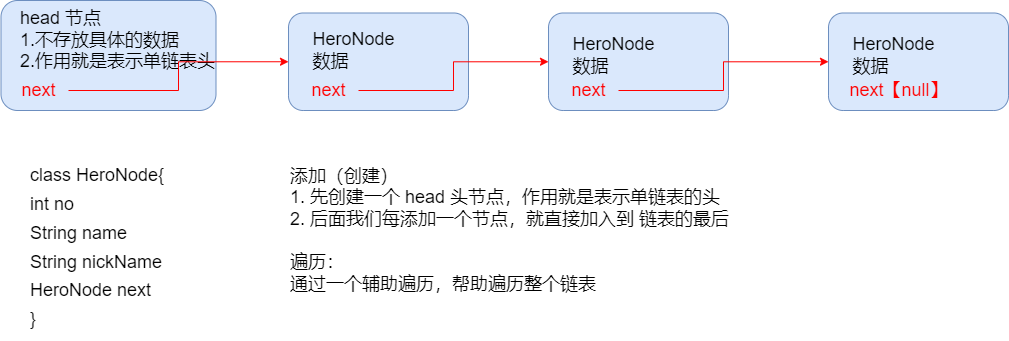 head 节点
1.不存放具体的数据
2.作用就是表示单链表头
next
HeroNode
数据
next
HeroNode
数据
next
HeroNode
数据
next【null】
class HeroNode{
int no
String name
String nickName
HeroNode next
}
添加（创建）
1. 先创建一个 head 头节点，作用就是表示单链表的头
2. 后面我们每添加一个节点，就直接加入到 链表的最后
遍历：
通过一个辅助遍历，帮助遍历整个链表